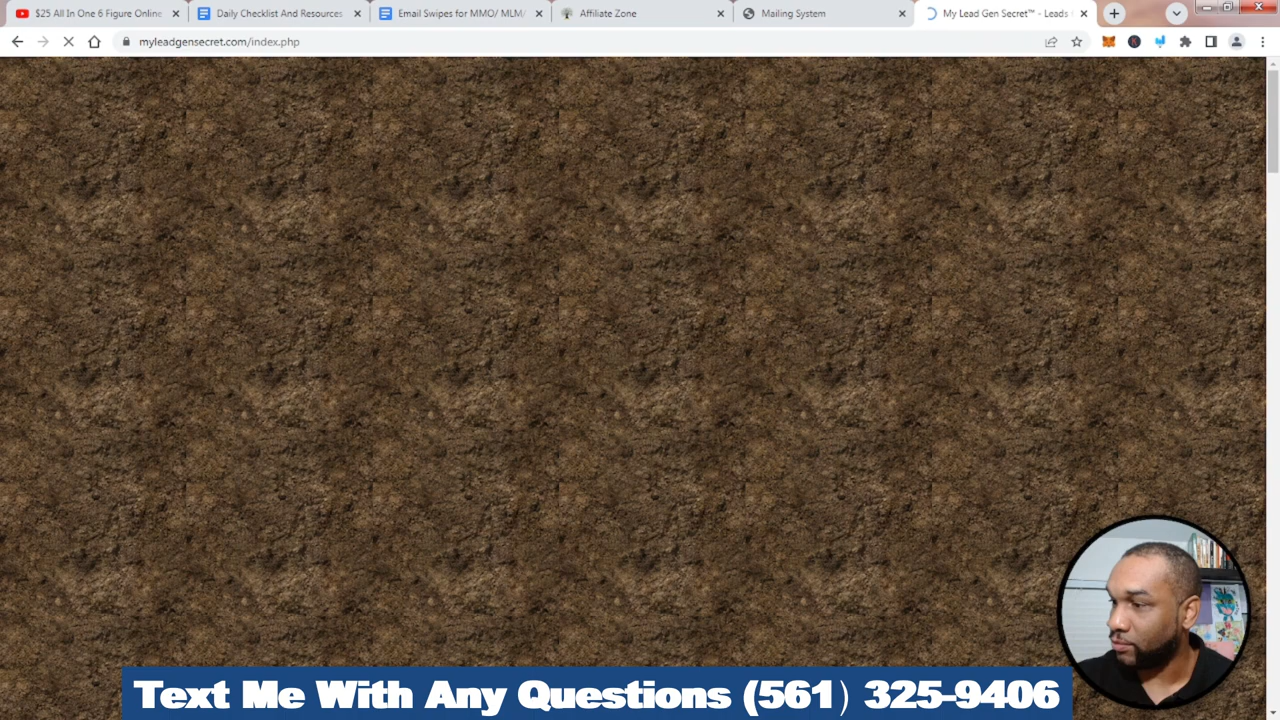 $25 All In One 6 Figure Online
Daily Checklist And Resources
Email Swipes for MMO/ MLM/
Affiliate Zone
Mailing System
My Lead Gen Secret™ - Leads
myleadgensecret.com/index.php
Text Me With Any Questions (561) 325-9406